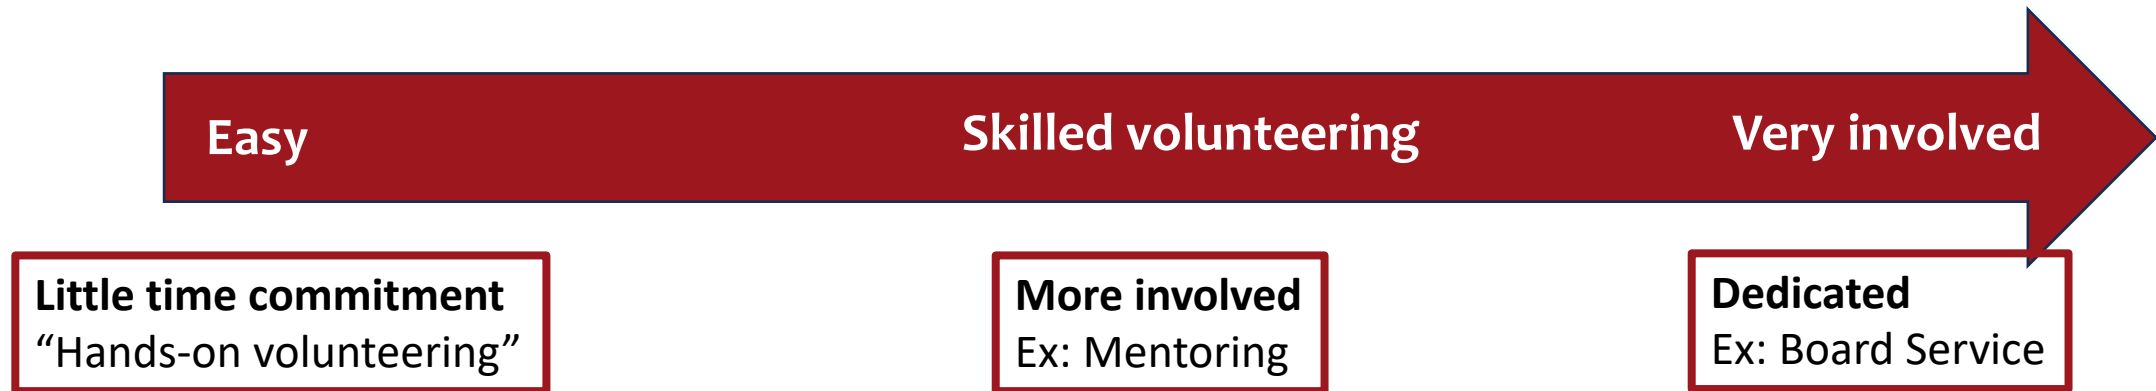 Easy
Skilled volunteering
Very involved
Little time commitment
“Hands-on volunteering”
More involved
Ex: Mentoring
Dedicated
Ex: Board Service